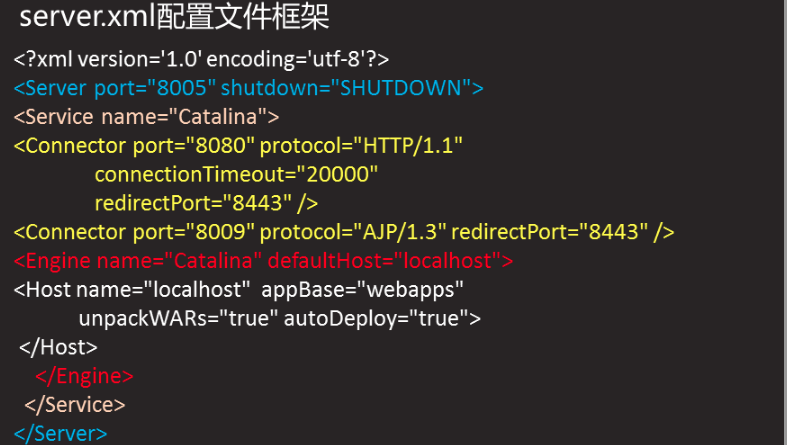 server.xml配置文件框架
<?xml version='1.0' encoding='utf-8'?>
<Server port="8005" shutdown="SHUTDOWN">
<Service name="Catalina">
<Connector port="8080" protocol="HTTP/1.1"
connectionTimeout="20000"
redirectPort="8443" />
<Connector port="8009" protocol="AJP/1.3" redirectPort="8443" />
<Engine name="Catalina" defaultHost="localhost">
<Host name="localhost" appBase="webapps"
unpackWARs="true" autoDeploy="true">
</Host>
</Engine>
</Service>
</Server>